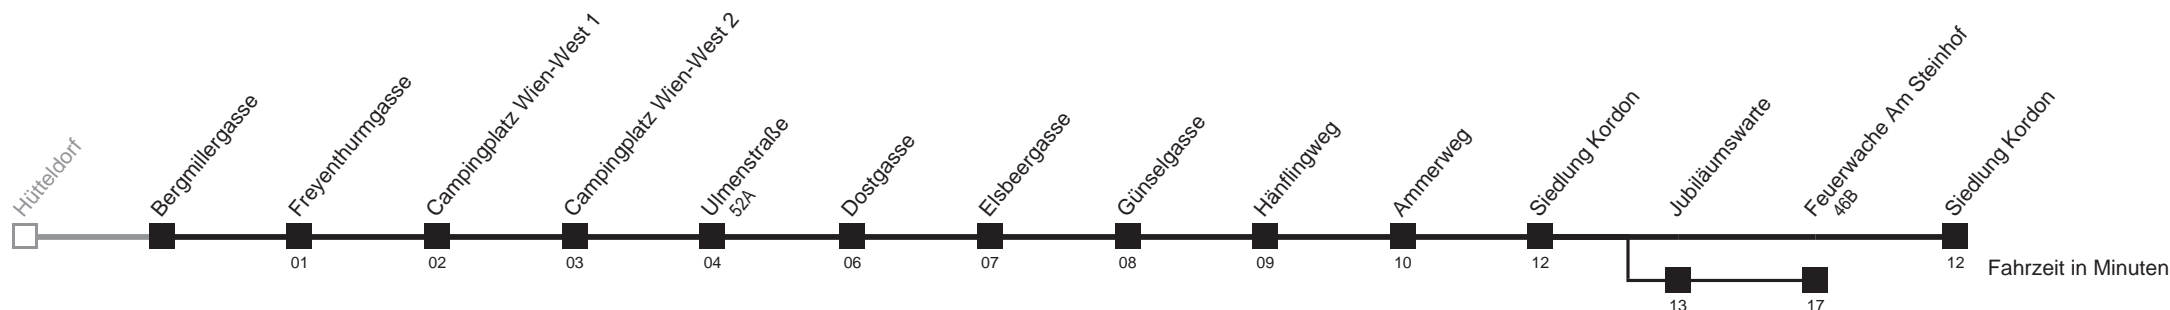 Hütteldorf
Bergmillergasse
Freyenthurmgasse
Campingplatz Wien-West 1
Campingplatz Wien-West 2
Ulmenstraße
52A
Dostgasse
Elsbeergasse
Günselgasse
Hänflingweg
Ammerweg
Siedlung Kordon
Jubiläumswarte
Feuerwache Am Steinhof
46B
Siedlung Kordon
01
02
03
04
06
07
08
09
10
12
12
Fahrzeit in Minuten
13
17